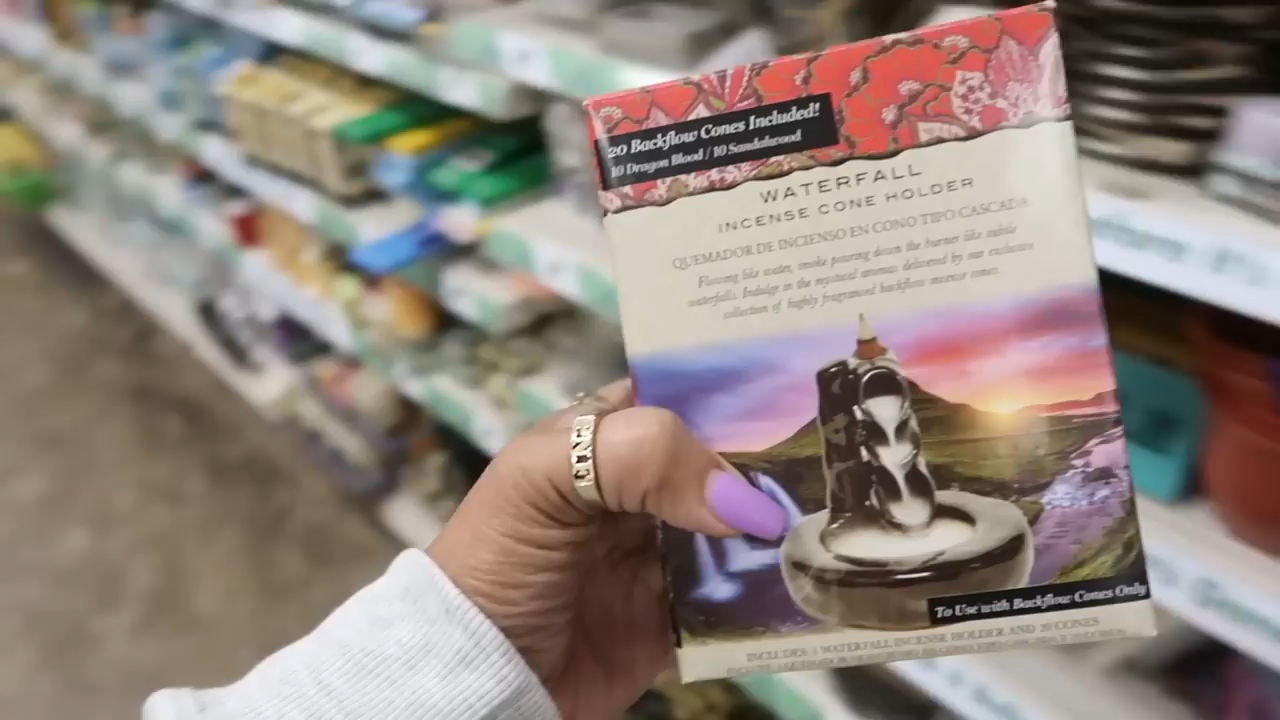 20 Backflow Cones Included!
10 Dragon Blood / 10 Sandalwood
WATERFALL
INCENSE CONE HOLDER
QUEMADOR DE INCIENSO EN CONO TIPO CASCADA
Flowing like water, smoke pouring down the burner like subtle
waterfalls. Indulge in the mystical aromas delivered by our exclusive
collection of highly fragranced backflow incense cones.
To Use with Backflow Cones Only
INCLUDES: 1 WATERFALL INCENSE HOLDER AND 20 CONES